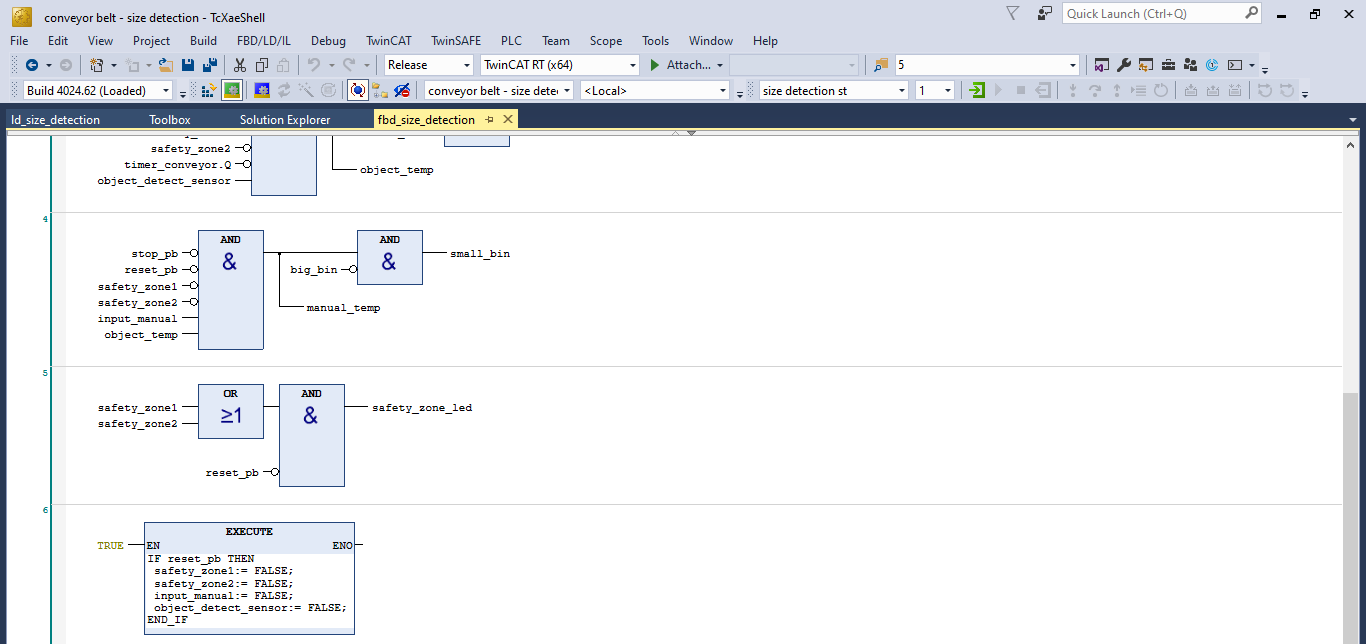 conveyor belt - size detection - TcXaeShell
Quick Launch (Ctrl+Q)
File Edit View Project Build FBD/LD/IL Debug TwinCAT TwinSAFE PLC Team Scope Tools Window Help
Release TwinCAT RT (x64) Attach... 5
Build 4024.62 (Loaded) conveyor belt - size dete <Local> size detection st 1
ld_size_detection Toolbox Solution Explorer fbd_size_detection
safety_zone2
timer_conveyor.Q
object_detect_sensor
object_temp
4
AND
&
stop_pb
reset_pb
safety_zone1
safety_zone2
input_manual
object_temp
AND
&
big_bin
small_bin
manual_temp
5
OR
≥1
safety_zone1
safety_zone2
AND
&
reset_pb
safety_zone_led
6
EXECUTE
TRUE EN ENO
IF reset_pb THEN
safety_zone1:= FALSE;
safety_zone2:= FALSE;
input_manual:= FALSE;
object_detect_sensor:= FALSE;
END_IF